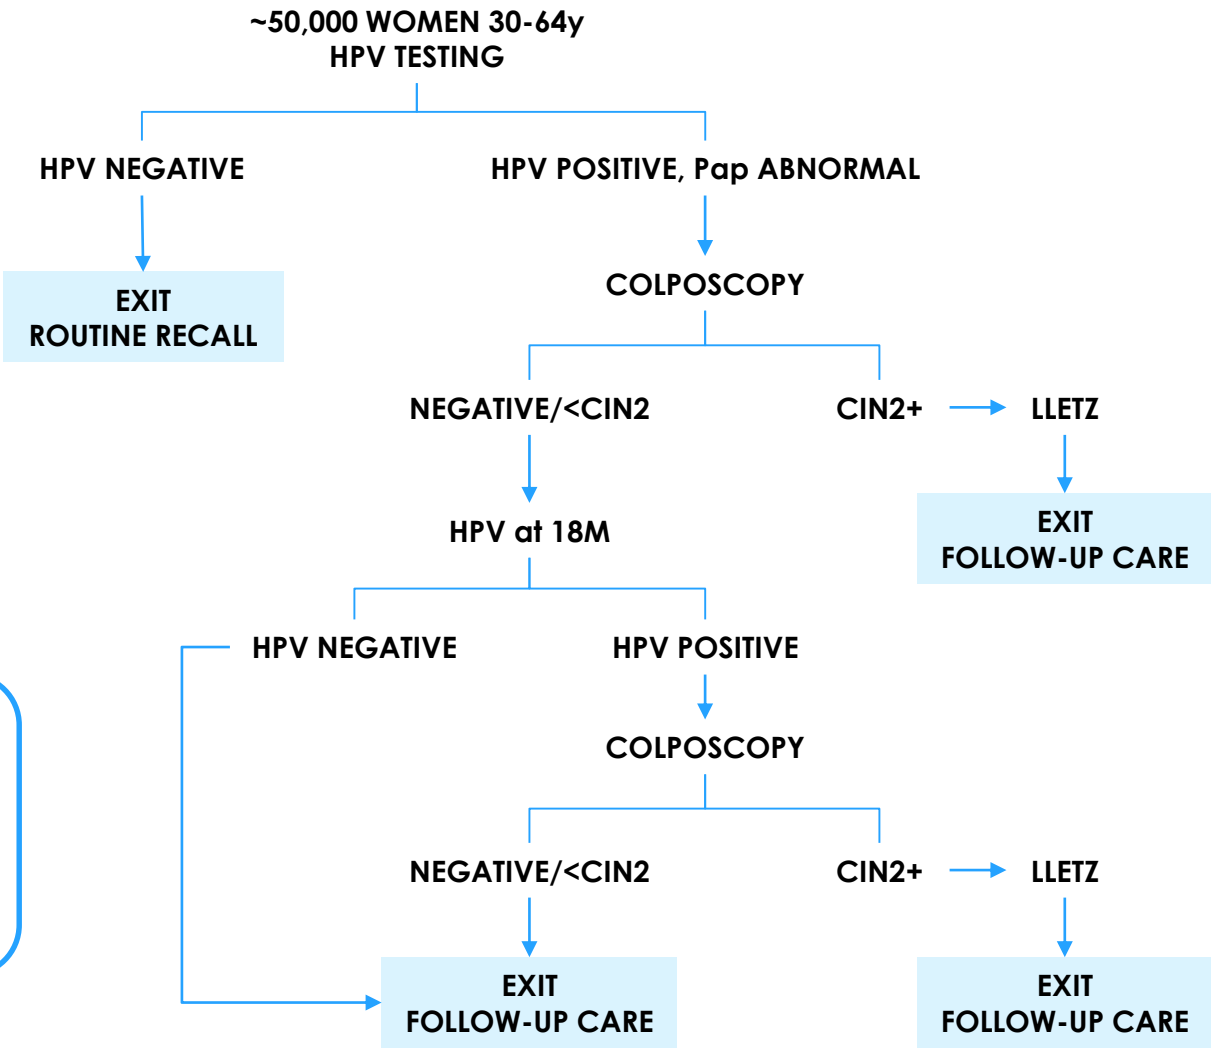 ~50,000 WOMEN 30-64y
HPV TESTING
HPV NEGATIVE
HPV POSITIVE, Pap ABNORMAL
EXIT
ROUTINE RECALL
COLPOSCOPY
NEGATIVE/<CIN2
CIN2+
LLETZ
EXIT
FOLLOW-UP CARE
HPV at 18M
HPV NEGATIVE
HPV POSITIVE
COLPOSCOPY
NEGATIVE/<CIN2
CIN2+
LLETZ
EXIT
FOLLOW-UP CARE
EXIT
FOLLOW-UP CARE